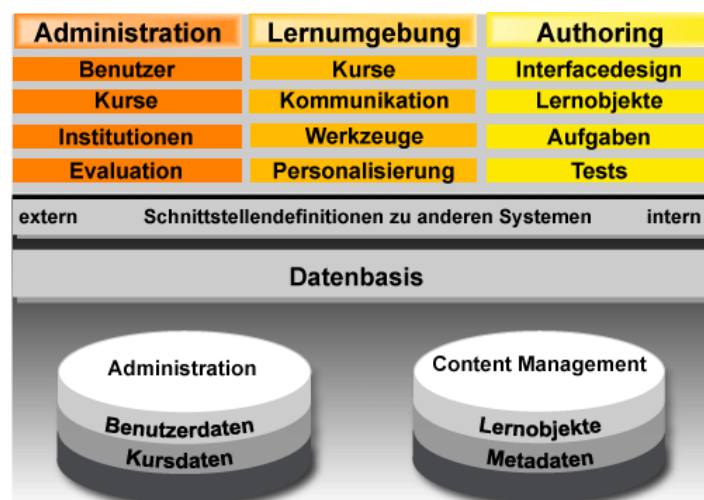 Administration Lernumgebung Authoring
Benutzer Kurse Interfacedesign
Kurse Kommunikation Lernobjekte
Institutionen Werkzeuge Aufgaben
Evaluation Personalisierung Tests
extern Schnittstellendefinitionen zu anderen Systemen intern
Datenbasis
Administration Content Management
Benutzerdaten Lernobjekte
Kursdaten Metadaten